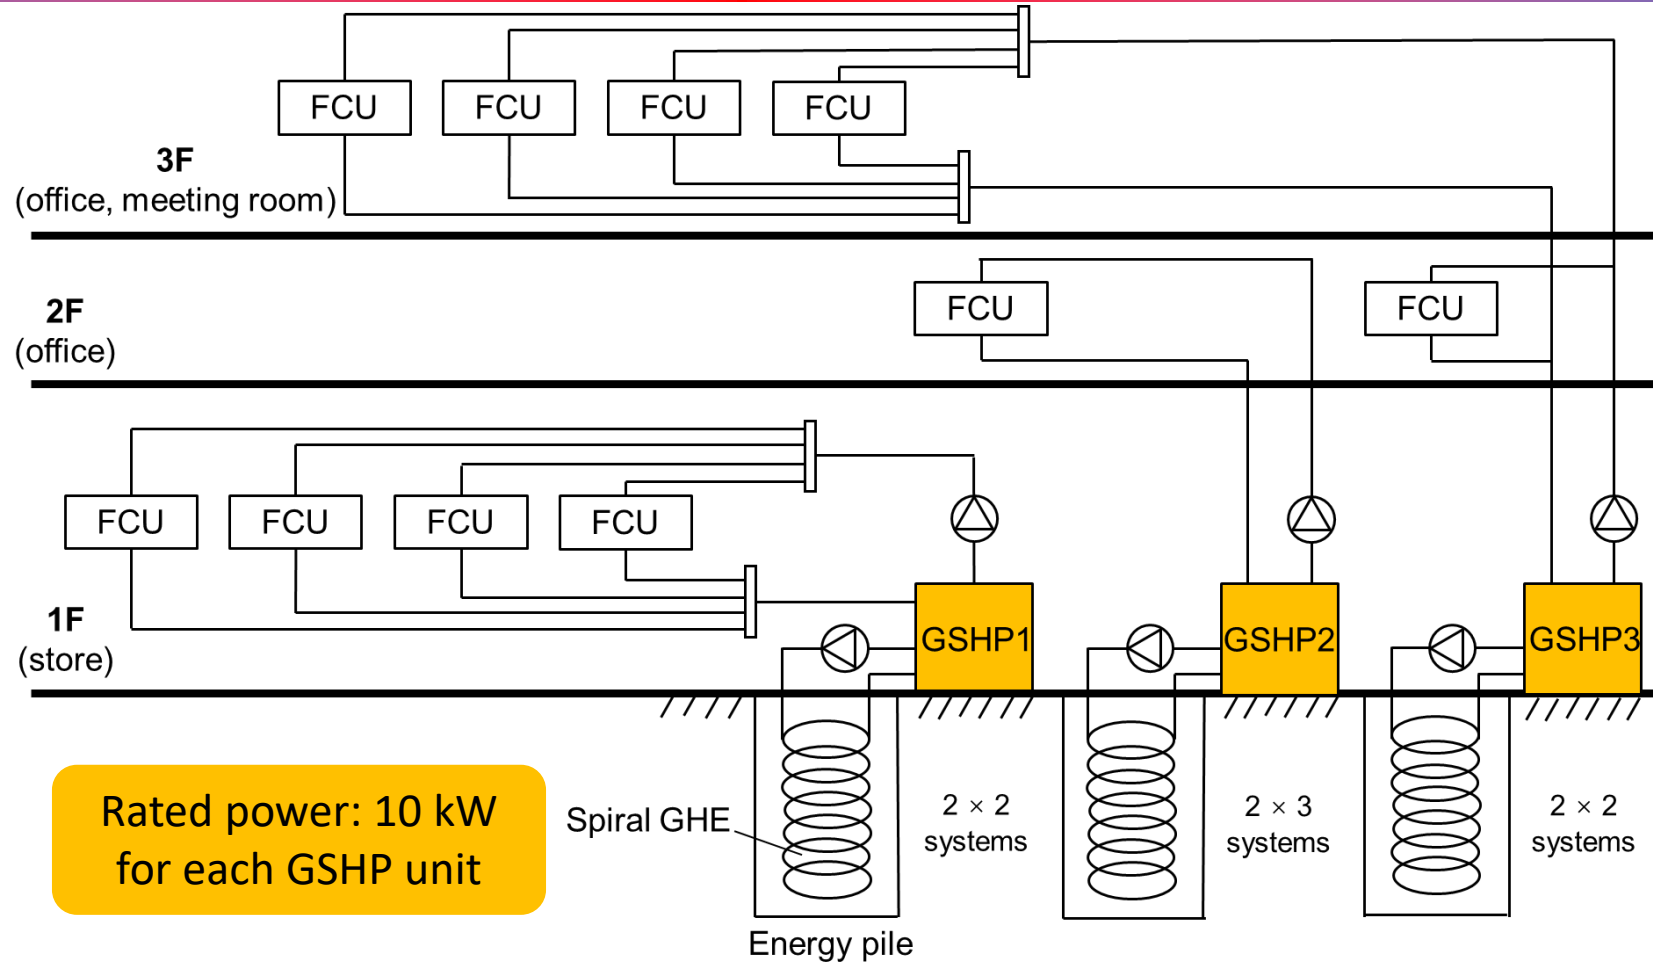 FCU
FCU
FCU
FCU
3F
(office, meeting room)
2F
(office)
FCU
FCU
FCU
FCU
FCU
FCU
1F
(store)
GSHP1
GSHP2
GSHP3
Rated power: 10 kW
for each GSHP unit
Spiral GHE
2 × 2
systems
2 × 3
systems
2 × 2
systems
Energy pile